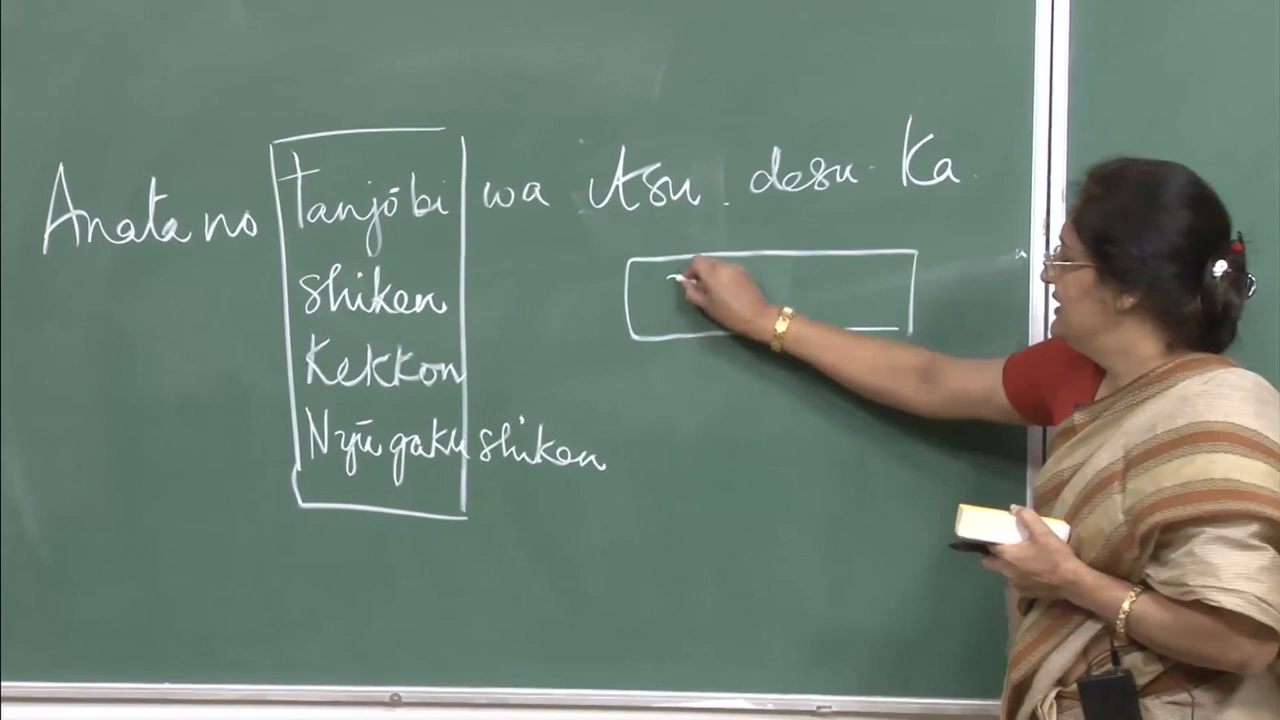 Anata no tanjōbi wa itsu desu ka.
shiken
Kekkon
Nyūgaku shiken